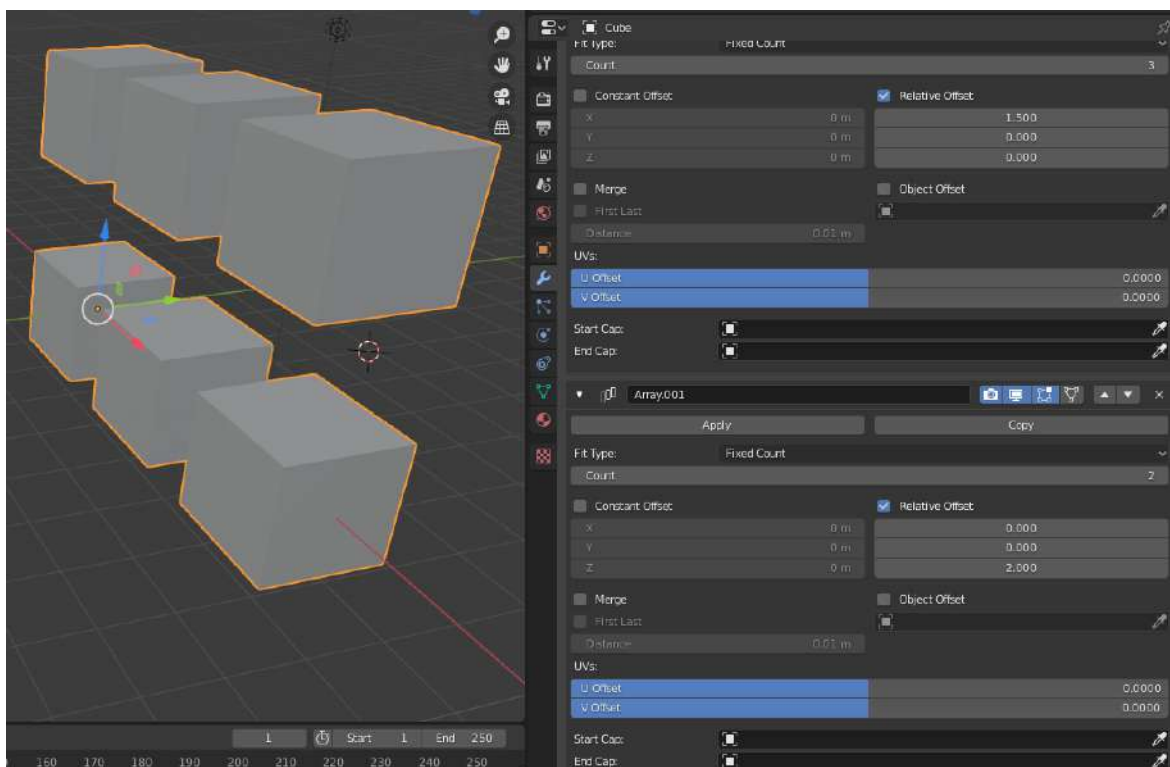 Cube
Fit Type: Fixed Count
Count 3
Constant Offset Relative Offset
X 0 m 1.500
Y 0 m 0.000
Z 0 m 0.000
Merge Object Offset
First Last
Distance 0.01 m
UVs:
U Offset 0.0000
V Offset 0.0000
Start Cap:
End Cap:
Array.001
Apply Copy
Fit Type: Fixed Count
Count 2
Constant Offset Relative Offset
X 0 m 0.000
Y 0 m 0.000
Z 0 m 2.000
Merge Object Offset
First Last
Distance 0.01 m
UVs:
U Offset 0.0000
V Offset 0.0000
1 Start 1 End 250
Start Cap:
160 170 180 190 200 210 220 230 240 250
End Cap: